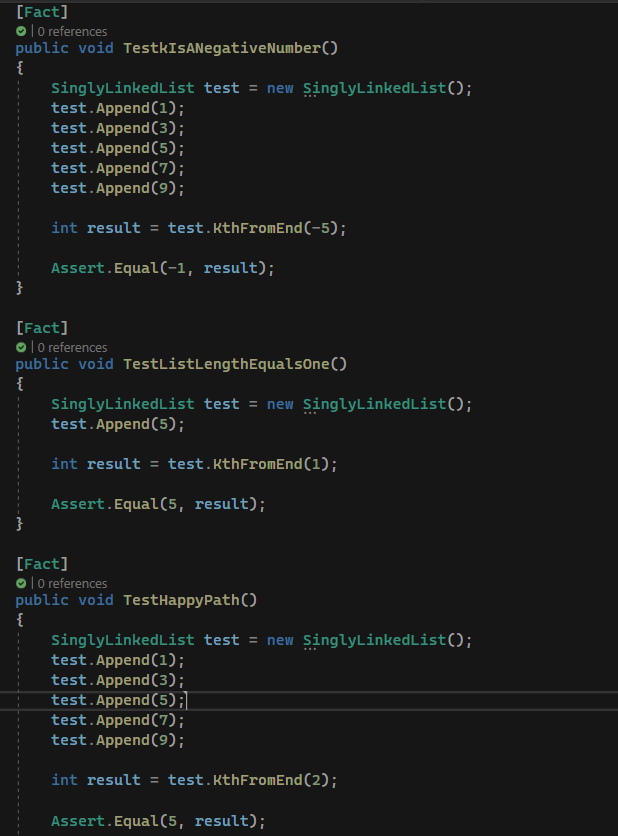 [Fact]
| 0 references
public void TestkIsANegativeNumber()
{
SinglyLinkedList test = new SinglyLinkedList();
test.Append(1);
test.Append(3);
test.Append(5);
test.Append(7);
test.Append(9);
int result = test.KthFromEnd(-5);
Assert.Equal(-1, result);
}
[Fact]
| 0 references
public void TestListLengthEqualsOne()
{
SinglyLinkedList test = new SinglyLinkedList();
test.Append(5);
int result = test.KthFromEnd(1);
Assert.Equal(5, result);
}
[Fact]
| 0 references
public void TestHappyPath()
{
SinglyLinkedList test = new SinglyLinkedList();
test.Append(1);
test.Append(3);
test.Append(5);
test.Append(7);
test.Append(9);
int result = test.KthFromEnd(2);
Assert.Equal(5, result);